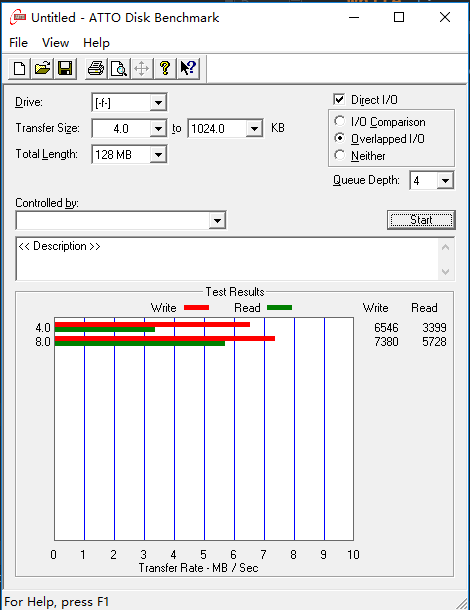 Untitled - ATTO Disk Benchmark
File View Help
Drive: [-f-]
Direct I/O
Transfer Size: 4.0 to 1024.0 KB
I/O Comparison
Overlapped I/O
Total Length: 128 MB
Neither
Queue Depth: 4
Controlled by:
Start
<< Description >>
Test Results
Write Read Write Read
4.0 6546 3399
8.0 7380 5728
0 1 2 3 4 5 6 7 8 9 10
Transfer Rate - MB / Sec
For Help, press F1